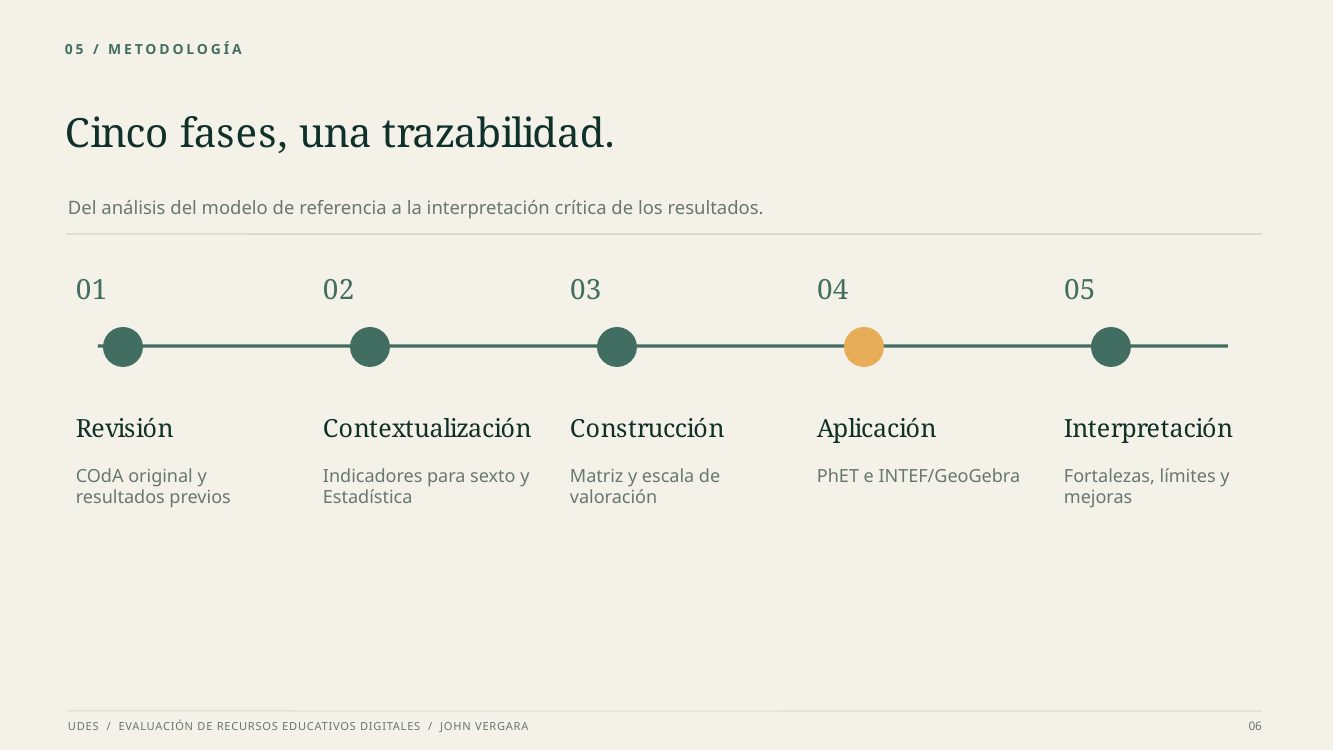 05 / METODOLOGÍA
Cinco fases, una trazabilidad.
Del análisis del modelo de referencia a la interpretación crítica de los resultados.
01
02
03
04
05
Revisión
COdA original y
resultados previos
Contextualización
Indicadores para sexto y
Estadística
Construcción
Matriz y escala de
valoración
Aplicación
PhET e INTEF/GeoGebra
Interpretación
Fortalezas, límites y
mejoras
UDES / EVALUACIÓN DE RECURSOS EDUCATIVOS DIGITALES / JOHN VERGARA
06